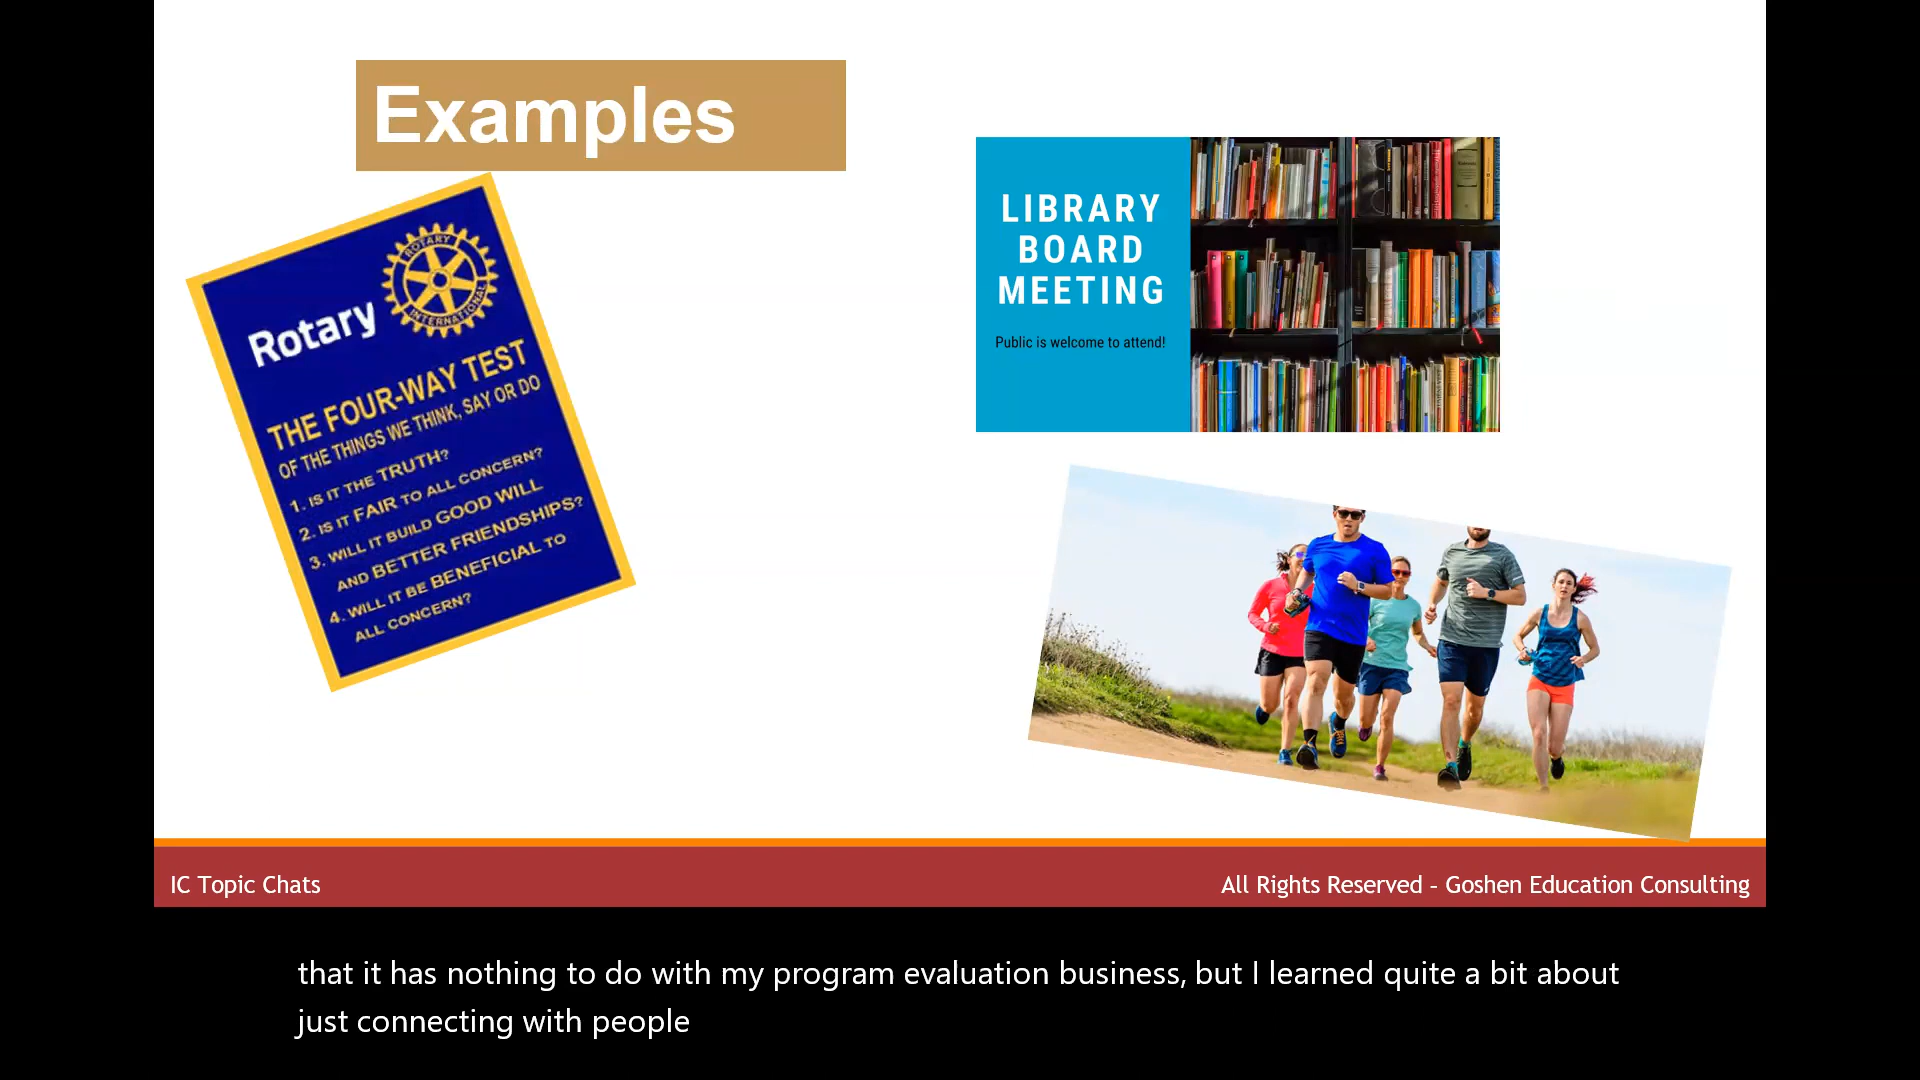 Examples
ROTARY
INTERNATIONAL
Rotary
THE FOUR-WAY TEST
OF THE THINGS WE THINK, SAY OR DO
1. IS IT THE TRUTH?
2. IS IT FAIR TO ALL CONCERN?
3. WILL IT BUILD GOOD WILL
AND BETTER FRIENDSHIPS?
4. WILL IT BE BENEFICIAL TO
ALL CONCERN?
LIBRARY
BOARD
MEETING
Public is welcome to attend!
IC Topic Chats
All Rights Reserved - Goshen Education Consulting
that it has nothing to do with my program evaluation business, but I learned quite a bit about
just connecting with people